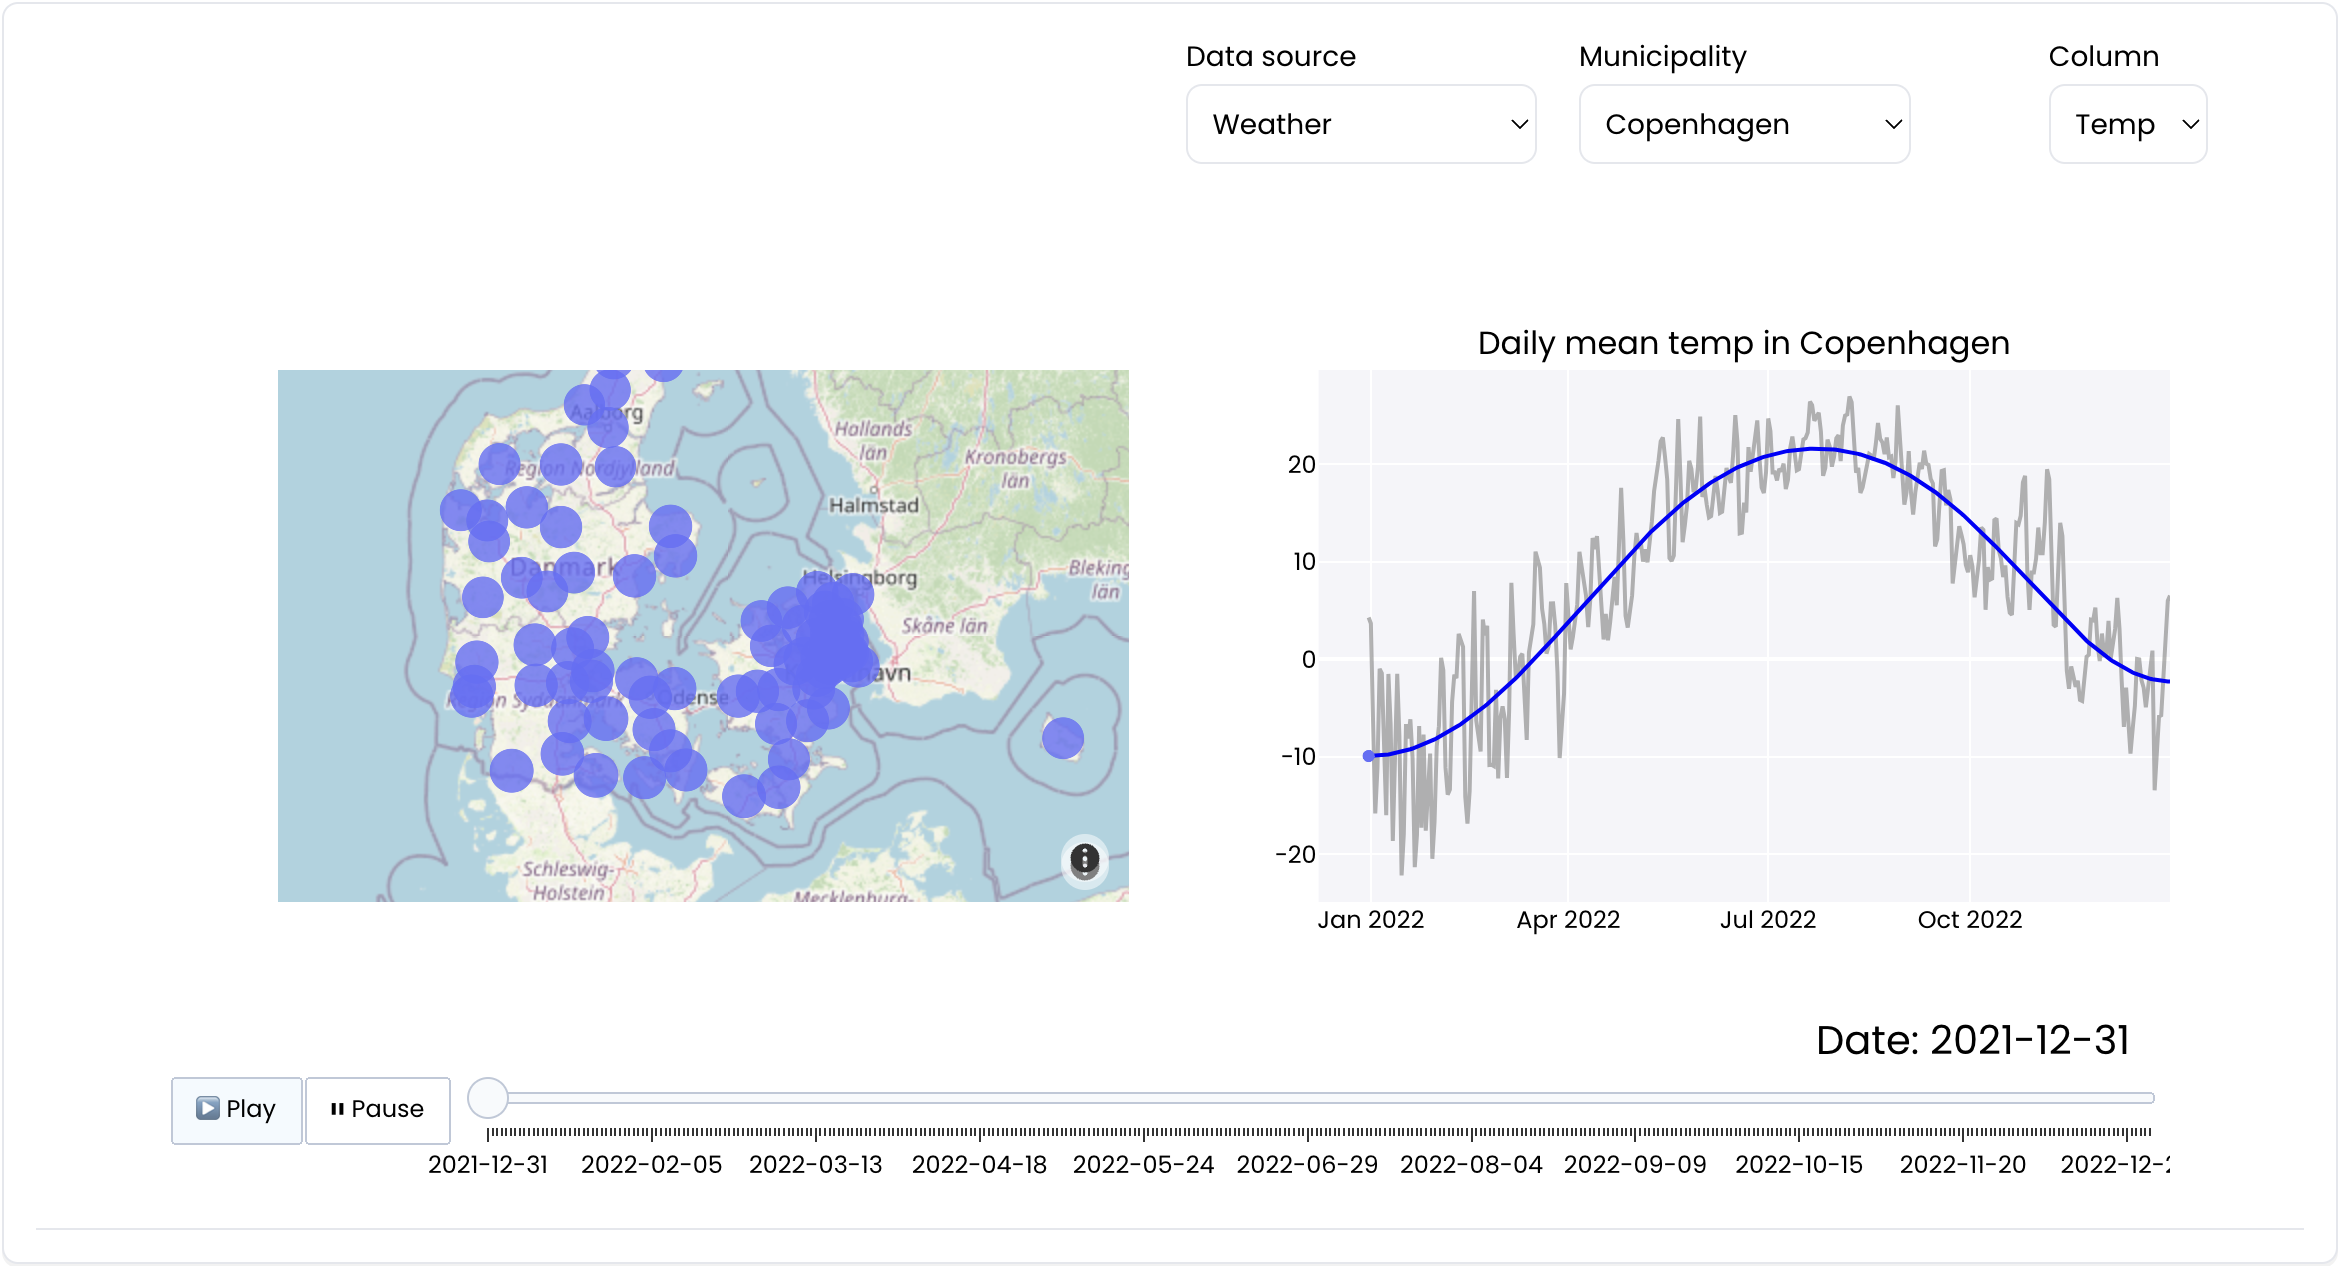 Data source
Municipality
Column
Weather
Copenhagen
Temp
Daily mean temp in Copenhagen
Aalborg
Hallands
län
Kronobergs
län
Region Nordjylland
Halmstad
Danmark
Helsingborg
Bleking
län
Skåne län
havn
Odense
Region Syddanmark
Schleswig-
Holstein
Mecklenburg-
20
10
0
−10
−20
Jan 2022
Apr 2022
Jul 2022
Oct 2022
Date: 2021-12-31
Play
Pause
2021-12-31
2022-02-05
2022-03-13
2022-04-18
2022-05-24
2022-06-29
2022-08-04
2022-09-09
2022-10-15
2022-11-20
2022-12-2